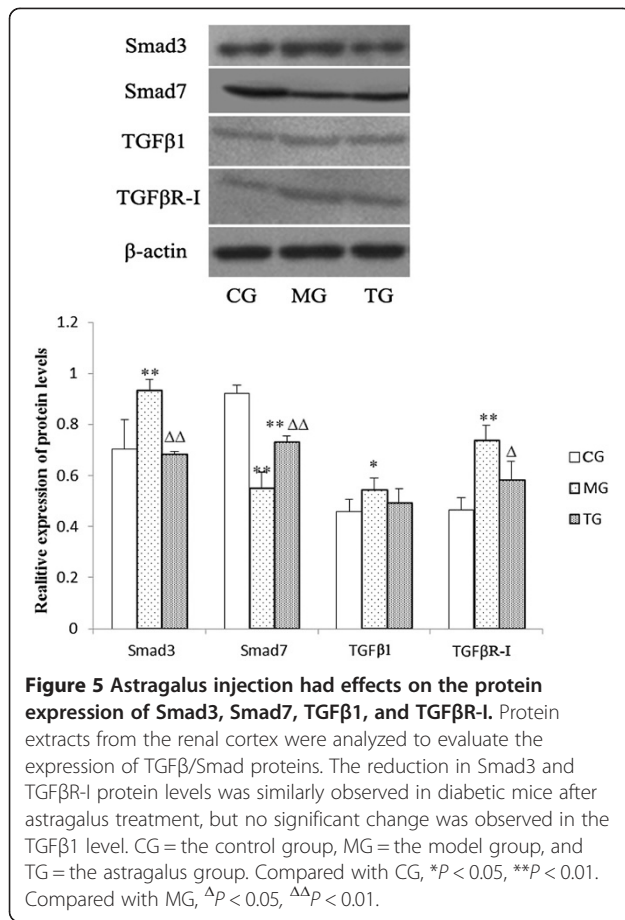 Smad3
Smad7
TGFβ1
TGFβR-I
β-actin
CG MG TG
Realitive expression of protein levels
1.2
1
0.8
0.6
0.4
0.2
0
**
ΔΔ
**
** ΔΔ
*
**
Δ
CG
MG
TG
Smad3 Smad7 TGFβ1 TGFβR-I
Figure 5 Astragalus injection had effects on the protein
expression of Smad3, Smad7, TGFβ1, and TGFβR-I. Protein
extracts from the renal cortex were analyzed to evaluate the
expression of TGFβ/Smad proteins. The reduction in Smad3 and
TGFβR-I protein levels was similarly observed in diabetic mice after
astragalus treatment, but no significant change was observed in the
TGFβ1 level. CG = the control group, MG = the model group, and
TG = the astragalus group. Compared with CG, *P < 0.05, **P < 0.01.
Compared with MG, ΔP < 0.05, ΔΔP < 0.01.